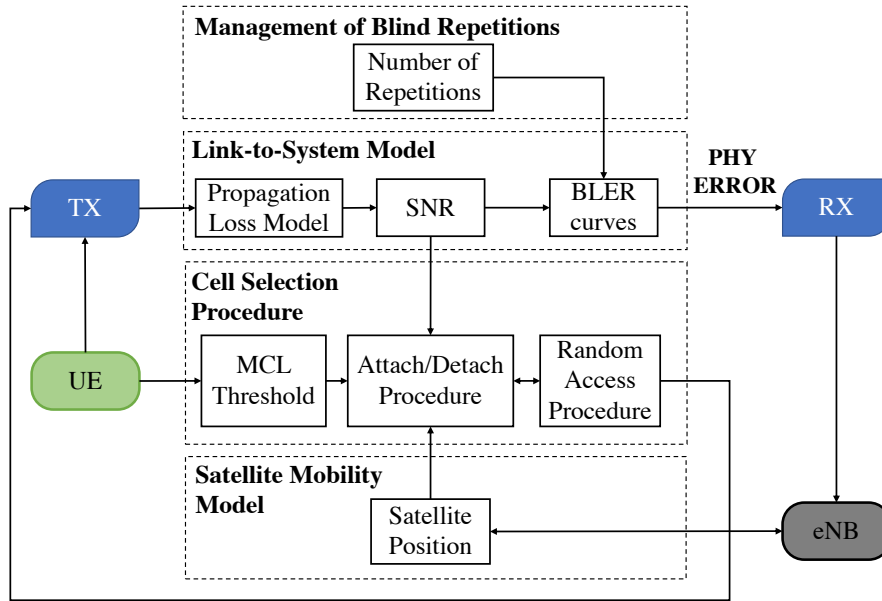 Management of Blind Repetitions
Number of
Repetitions
Link-to-System Model
PHY
ERROR
TX
Propagation
Loss Model
SNR
BLER
curves
RX
Cell Selection
Procedure
UE
MCL
Threshold
Attach/Detach
Procedure
Random
Access
Procedure
Satellite Mobility
Model
Satellite
Position
eNB